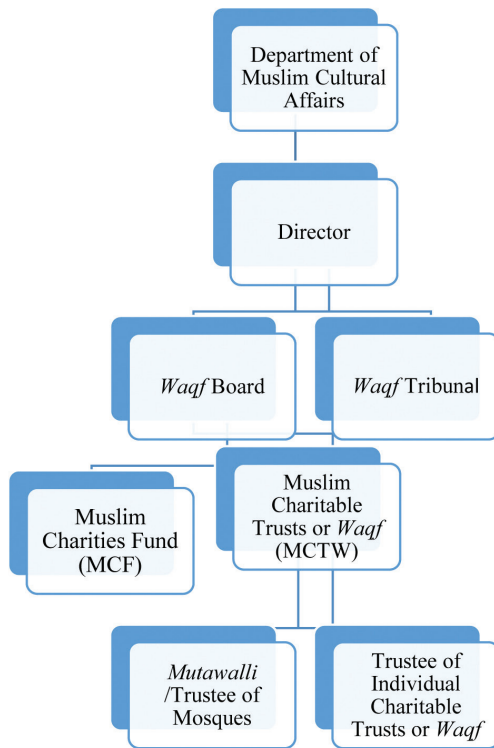 Department of
Muslim Cultural
Affairs
Director
Waqf Board
Waqf Tribunal
Muslim
Charities Fund
(MCF)
Muslim
Charitable
Trusts or Waqf
(MCTW)
Mutawalli
/Trustee of
Mosques
Trustee of
Individual
Charitable
Trusts or Waqf